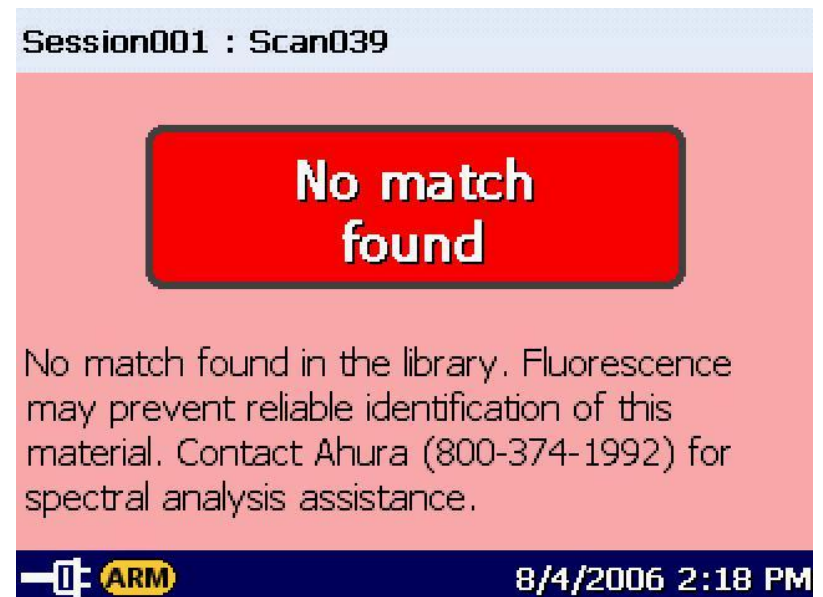 Session001 : Scan039
No match
found
No match found in the library. Fluorescence
may prevent reliable identification of this
material. Contact Ahura (800-374-1992) for
spectral analysis assistance.
ARM 8/4/2006 2:18 PM